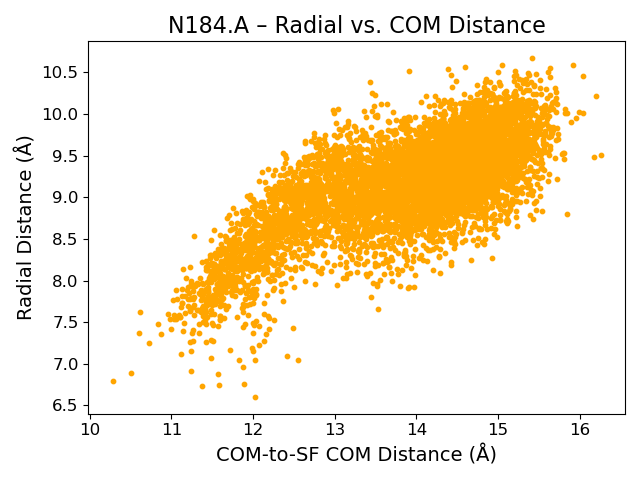 N184.A – Radial vs. COM Distance
Radial Distance (Å)
10.5
10.0
9.5
9.0
8.5
8.0
7.5
7.0
6.5
10 11 12 13 14 15 16
COM-to-SF COM Distance (Å)